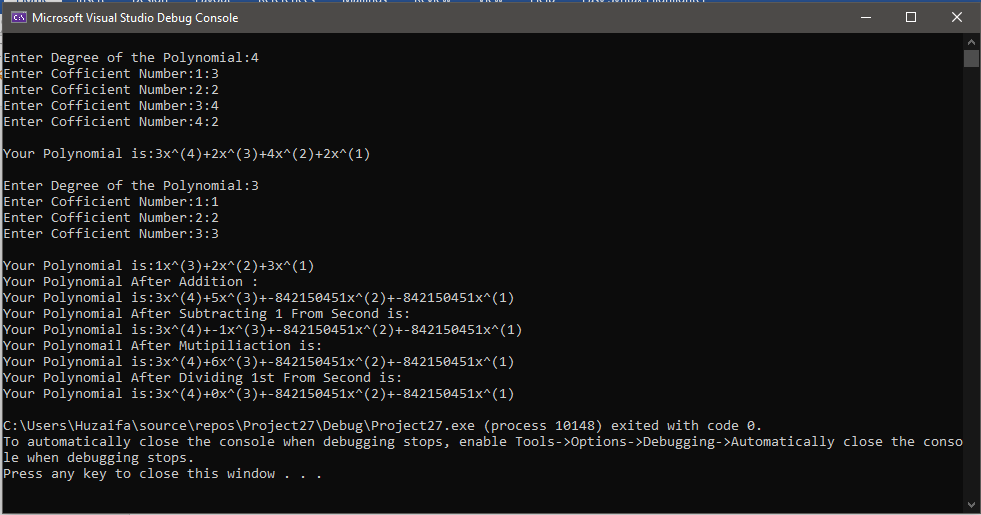 Microsoft Visual Studio Debug Console
Enter Degree of the Polynomial:4
Enter Cofficient Number:1:3
Enter Cofficient Number:2:2
Enter Cofficient Number:3:4
Enter Cofficient Number:4:2
Your Polynomial is:3x^(4)+2x^(3)+4x^(2)+2x^(1)
Enter Degree of the Polynomial:3
Enter Cofficient Number:1:1
Enter Cofficient Number:2:2
Enter Cofficient Number:3:3
Your Polynomial is:1x^(3)+2x^(2)+3x^(1)
Your Polynomial After Addition :
Your Polynomial is:3x^(4)+5x^(3)+-842150451x^(2)+-842150451x^(1)
Your Polynomial After Subtracting 1 From Second is:
Your Polynomial is:3x^(4)+-1x^(3)+-842150451x^(2)+-842150451x^(1)
Your Polynomail After Mutipiliaction is:
Your Polynomial is:3x^(4)+6x^(3)+-842150451x^(2)+-842150451x^(1)
Your Polynomial After Dividing 1st From Second is:
Your Polynomial is:3x^(4)+0x^(3)+-842150451x^(2)+-842150451x^(1)
C:\Users\Huzaifa\source\repos\Project27\Debug\Project27.exe (process 10148) exited with code 0.
To automatically close the console when debugging stops, enable Tools->Options->Debugging->Automatically close the conso
le when debugging stops.
Press any key to close this window . . .